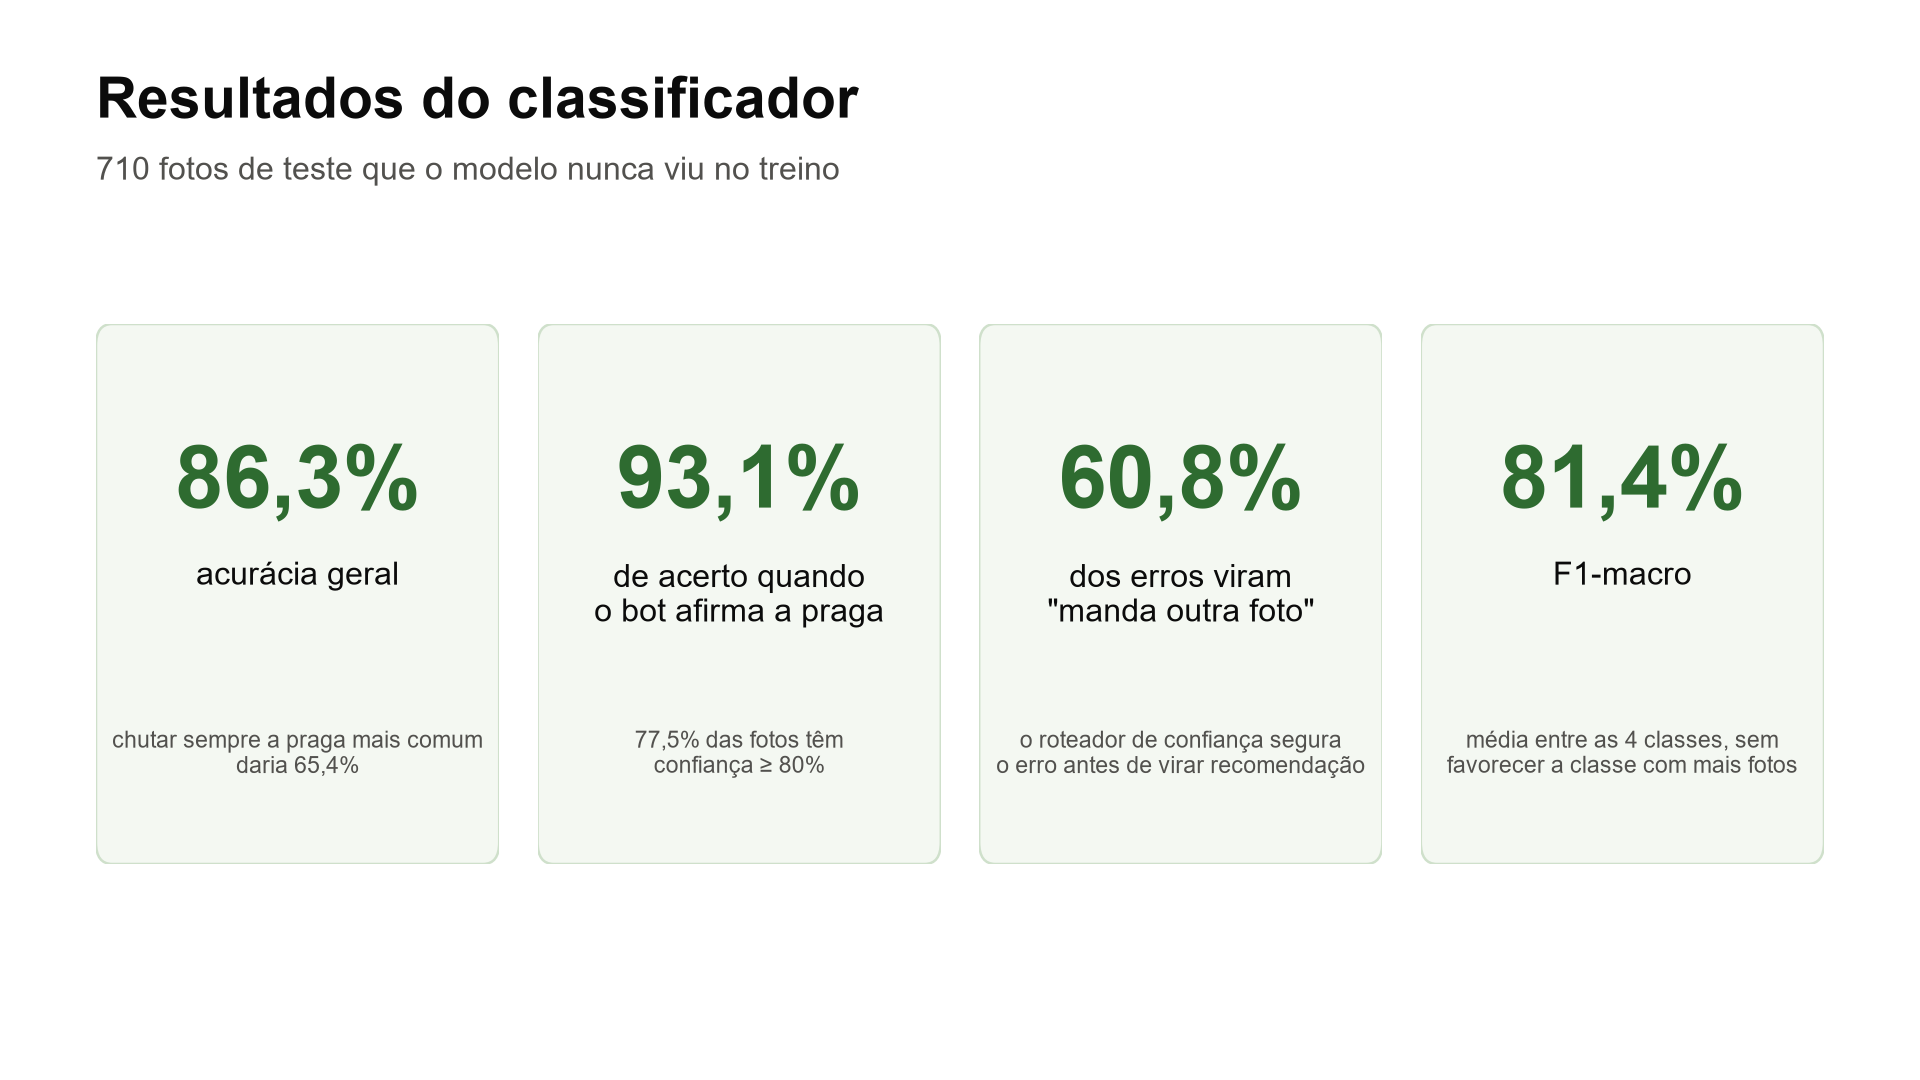 Resultados do classificador
710 fotos de teste que o modelo nunca viu no treino
86,3%
acurácia geral
chutar sempre a praga mais comum
daria 65,4%
93,1%
de acerto quando
o bot afirma a praga
77,5% das fotos têm
confiança ≥ 80%
60,8%
dos erros viram
"manda outra foto"
o roteador de confiança segura
o erro antes de virar recomendação
81,4%
F1-macro
média entre as 4 classes, sem
favorecer a classe com mais fotos